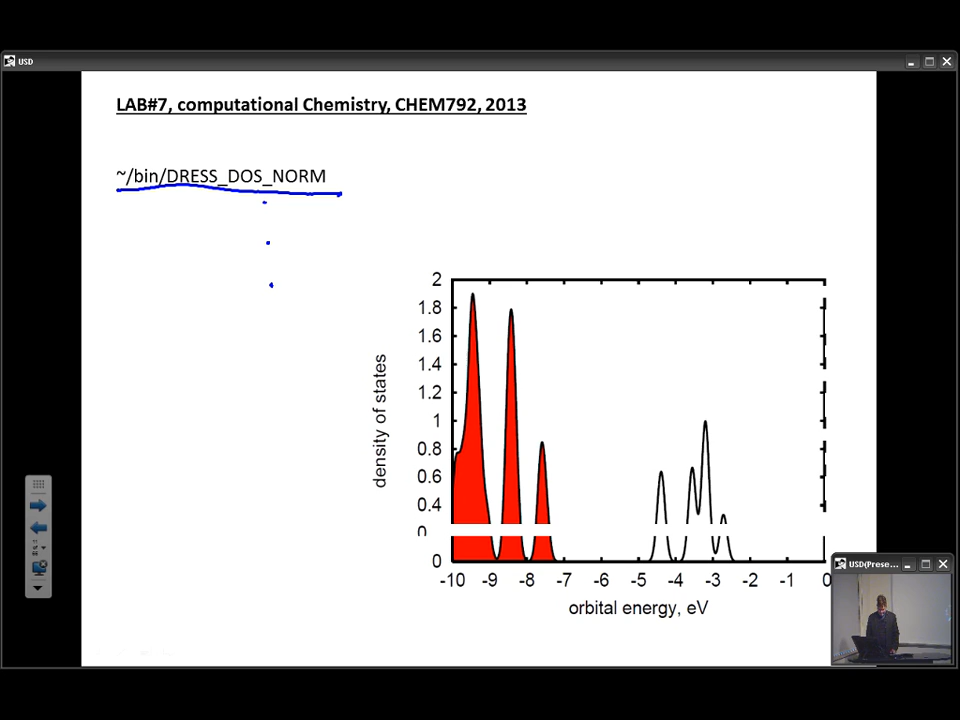 USD
LAB#7, computational Chemistry, CHEM792, 2013
~/bin/DRESS_DOS_NORM
2
1.8
1.6
1.4
1.2
1
0.8
0.6
0.4
0
density of states
-10 -9 -8 -7 -6 -5 -4 -3 -2 -1 0
orbital energy, eV
USD(Prese...